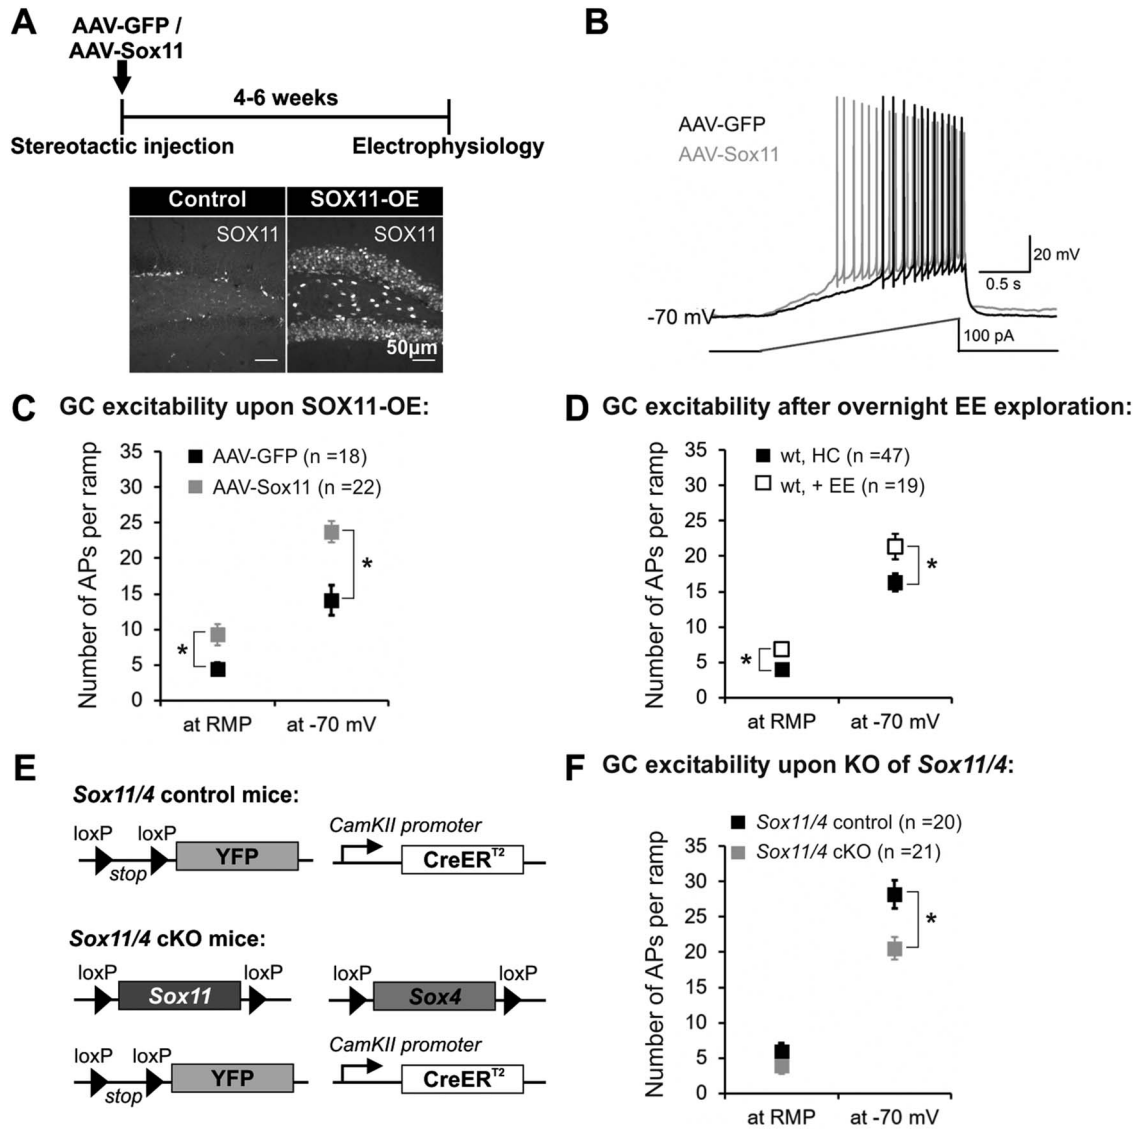 A
AAV-GFP /
AAV-Sox11
4-6 weeks
Stereotactic injection
Electrophysiology
Control
SOX11-OE
SOX11
SOX11
50μm
B
AAV-GFP
AAV-Sox11
20 mV
0.5 s
-70 mV
100 pA
C GC excitability upon SOX11-OE:
Number of APs per ramp
35
30
25
20
15
10
5
0
AAV-GFP (n =18)
AAV-Sox11 (n =22)
*
*
at RMP
at -70 mV
D GC excitability after overnight EE exploration:
Number of APs per ramp
35
30
25
20
15
10
5
0
wt, HC (n =47)
wt, + EE (n =19)
*
*
at RMP
at -70 mV
E
Sox11/4 control mice:
loxP loxP
YFP
stop
CamKII promoter
CreERT2
Sox11/4 cKO mice:
loxP loxP
Sox11
loxP loxP
Sox4
loxP loxP
YFP
stop
CamKII promoter
CreERT2
F GC excitability upon KO of Sox11/4:
Sox11/4 control (n =20)
Sox11/4 cKO (n =21)
Number of APs per ramp
35
30
25
20
15
10
5
0
*
at RMP
at -70 mV